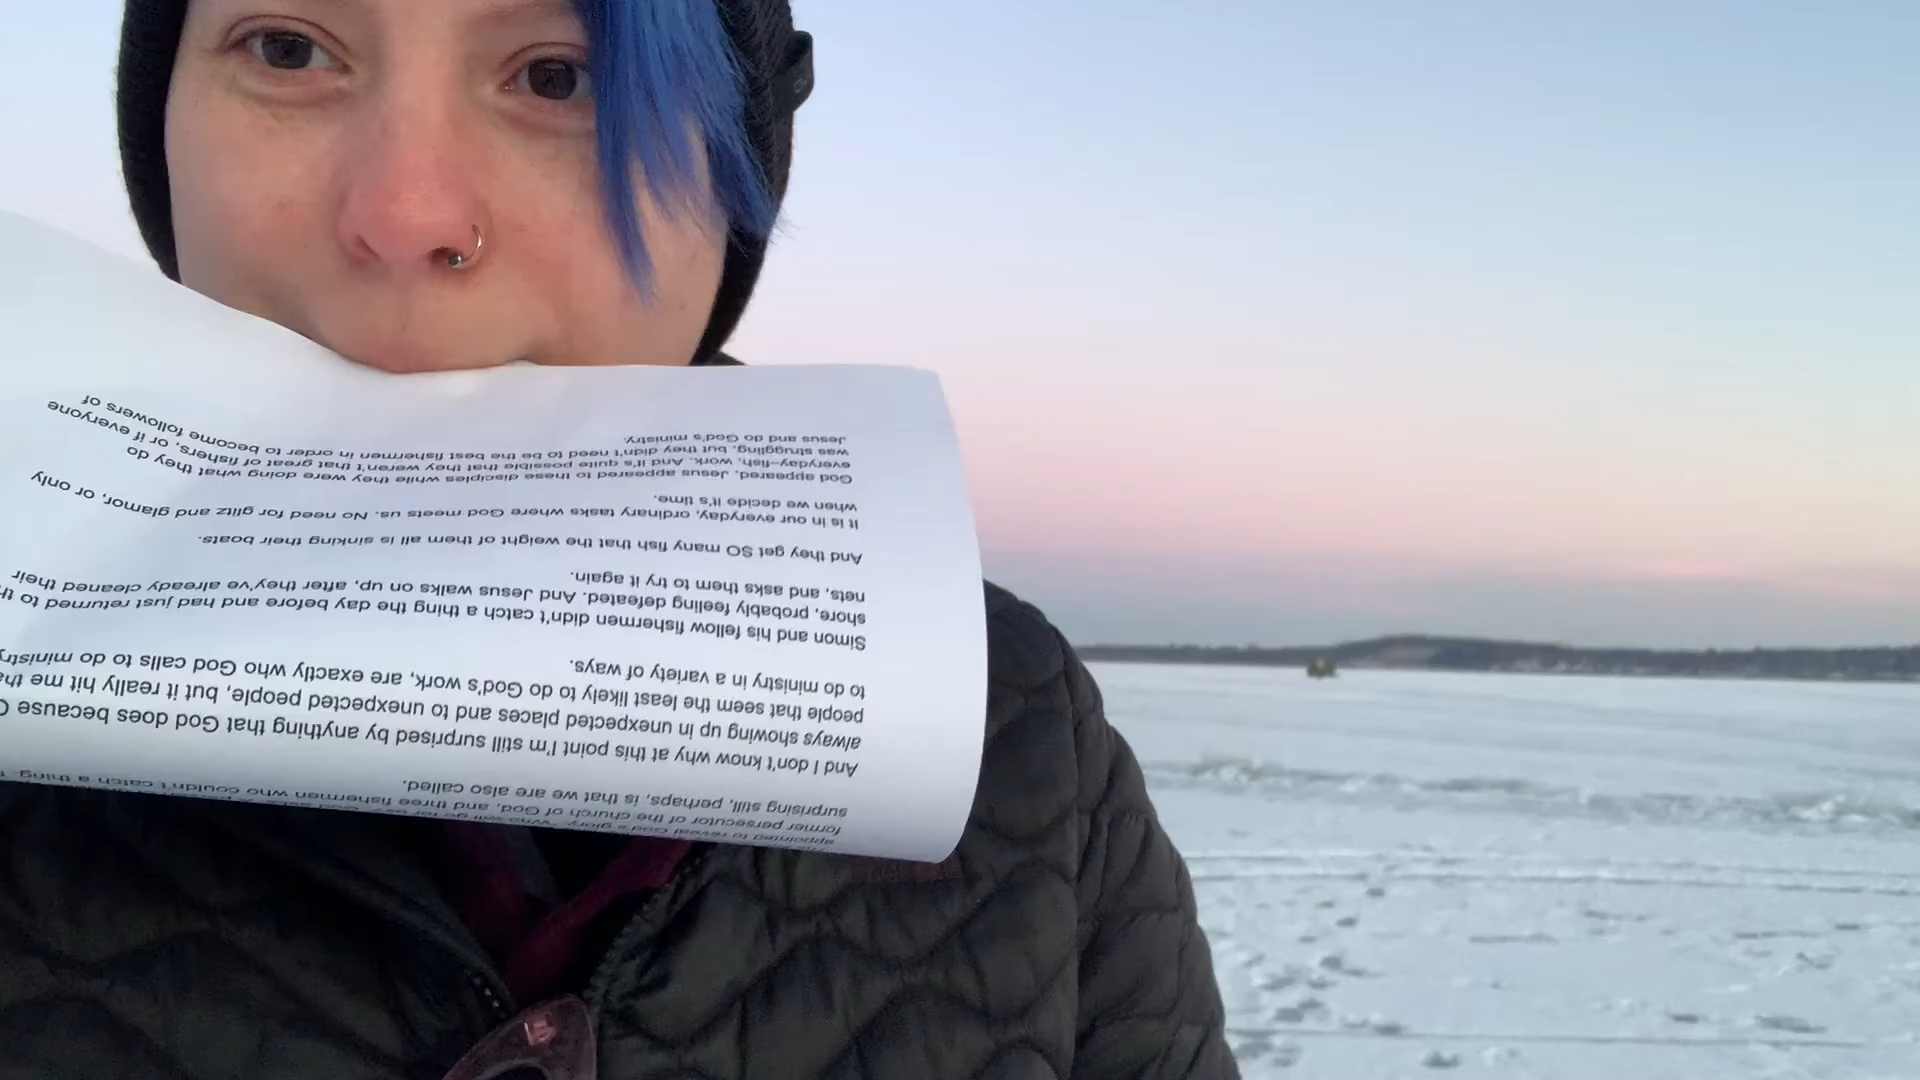 appointed to reveal God's glory. Who will go for
former persecutor of the church of God, and three fishermen who couldn't catch a thing.
surprising still, perhaps, is that we are also called.
And I don't know why at this point I'm still surprised by anything that God does because
always showing up in unexpected places and to unexpected people, but it really hit me
people that seem the least likely to do God's work, are exactly who God calls to do ministry
to do ministry in a variety of ways.
Simon and his fellow fishermen didn't catch a thing the day before and had just returned to
shore, probably feeling defeated. And Jesus walks on up, after they've already cleaned their
nets, and asks them to try it again.
And they get SO many fish that the weight of them all is sinking their boats.
It is in our everyday, ordinary tasks where God meets us. No need for glitz and glamor, or only
when we decide it's time.
God appeared. Jesus appeared to these disciples while they were doing what they do
everyday–fish, work. And it's quite possible that they weren't that great of fishers, or if everyone
was struggling, but they didn't need to be the best fishermen in order to become followers of
Jesus and do God's ministry.